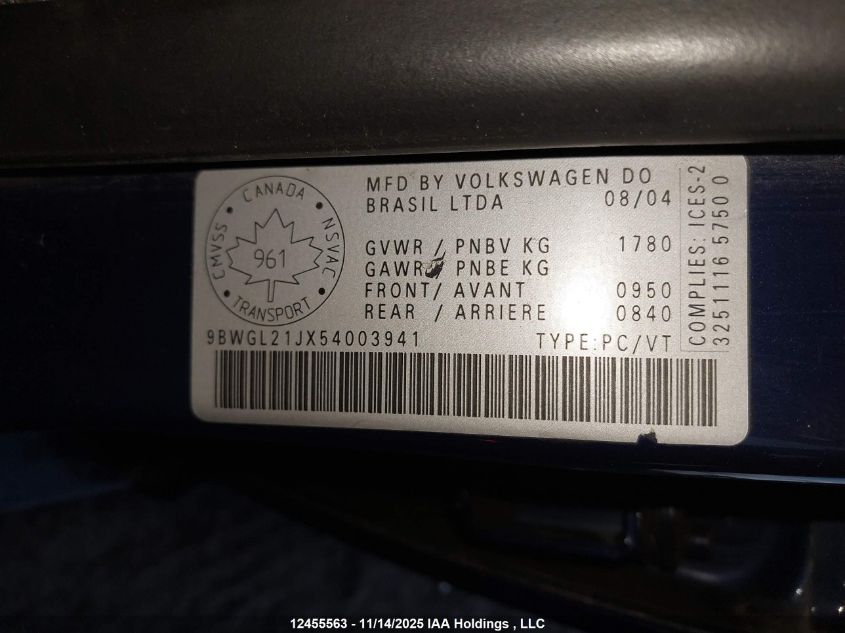 CANADA
CMVSS
NSVAC
961
TRANSPORT
MFD BY VOLKSWAGEN DO
BRASIL LTDA 08/04
GVWR / PNBV KG 1780
GAWR / PNBE KG
FRONT/ AVANT 0950
REAR / ARRIERE 0840
9BWGL21JX54003941 TYPE:PC/VT
COMPLIES: ICES-2
3251116 57500
12455563 - 11/14/2025 IAA Holdings , LLC